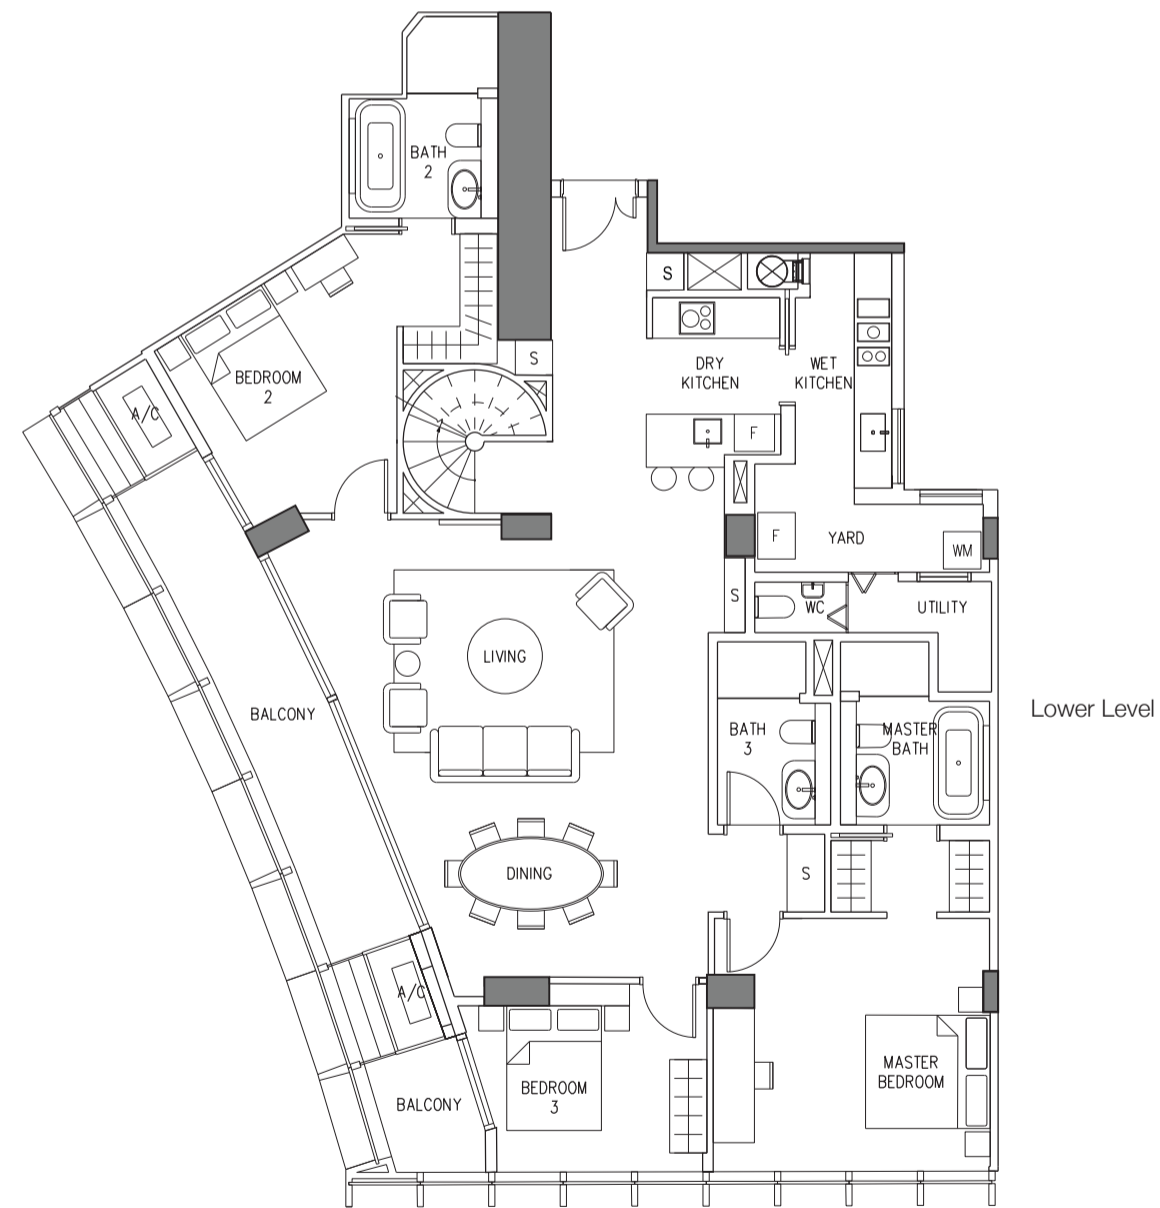 BATH
2
S
S
DRY
KITCHEN
WET
KITCHEN
BEDROOM
2
A/C
F
F
YARD
WM
S
WC
UTILITY
LIVING
BALCONY
Lower Level
BATH
3
MASTER
BATH
DINING
S
A/C
MASTER
BEDROOM
BEDROOM
3
BALCONY